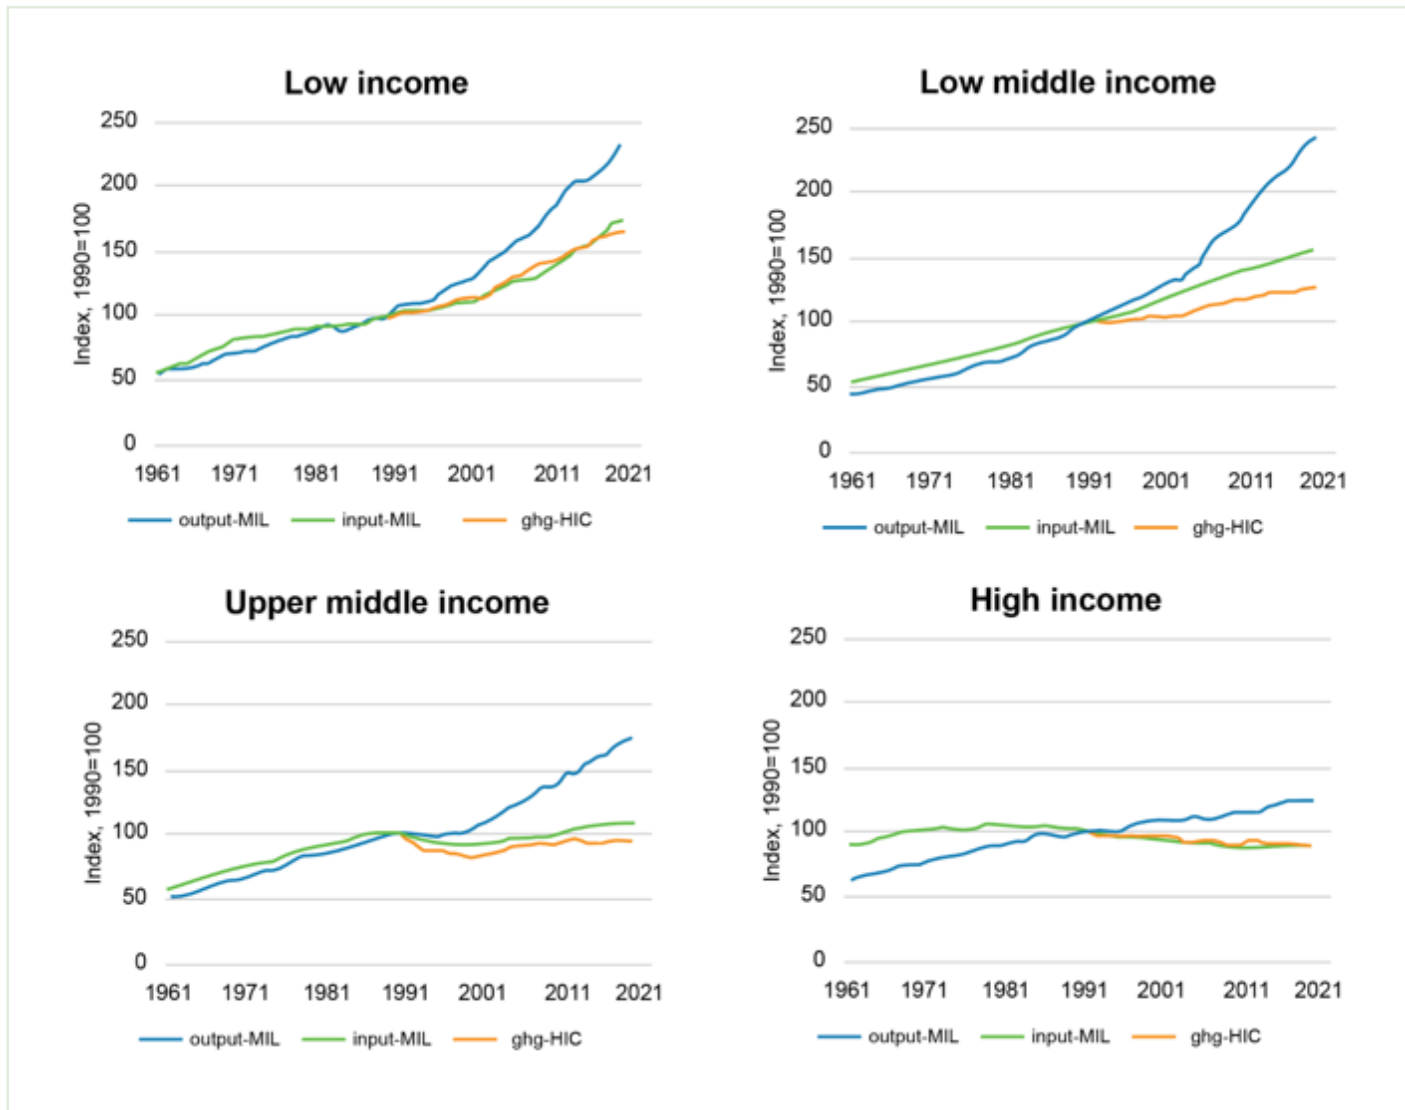 Low income
Index, 1990=100
250
200
150
100
50
0
1961 1971 1981 1991 2001 2011 2021
output-MIL input-MIL ghg-HIC
Low middle income
Index, 1990=100
250
200
150
100
50
0
1961 1971 1981 1991 2001 2011 2021
output-MIL input-MIL ghg-HIC
Upper middle income
Index, 1990=100
250
200
150
100
50
0
1961 1971 1981 1991 2001 2011 2021
output-MIL input-MIL ghg-HIC
High income
Index, 1990=100
250
200
150
100
50
0
1961 1971 1981 1991 2001 2011 2021
output-MIL input-MIL ghg-HIC